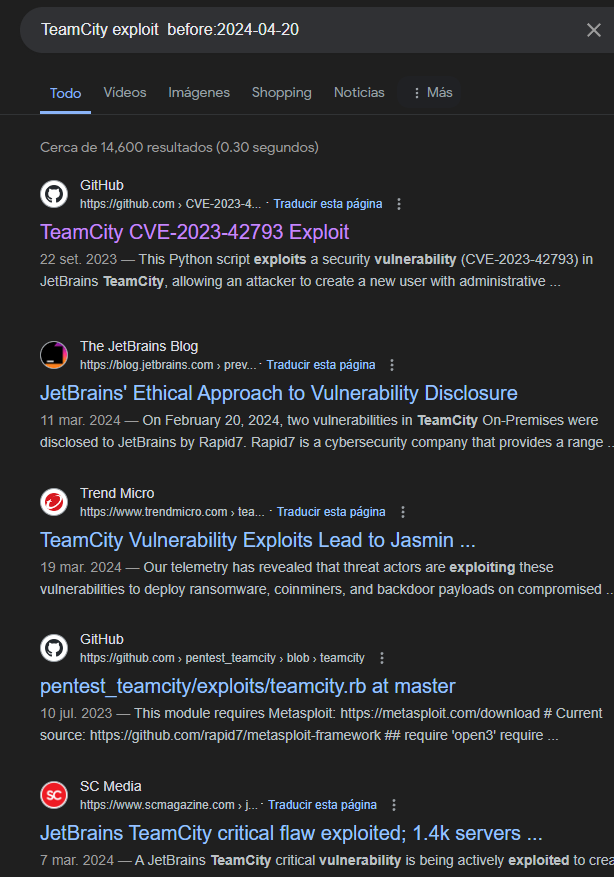 TeamCity exploit before:2024-04-20
Todo Vídeos Imágenes Shopping Noticias Más
Cerca de 14,600 resultados (0.30 segundos)
GitHub
https://github.com › CVE-2023-4... · Traducir esta página
TeamCity CVE-2023-42793 Exploit
22 set. 2023 — This Python script exploits a security vulnerability (CVE-2023-42793) in
JetBrains TeamCity, allowing an attacker to create a new user with administrative ...
The JetBrains Blog
https://blog.jetbrains.com › prev... · Traducir esta página
JetBrains' Ethical Approach to Vulnerability Disclosure
11 mar. 2024 — On February 20, 2024, two vulnerabilities in TeamCity On-Premises were
disclosed to JetBrains by Rapid7. Rapid7 is a cybersecurity company that provides a range ..
Trend Micro
https://www.trendmicro.com › tea... · Traducir esta página
TeamCity Vulnerability Exploits Lead to Jasmin ...
19 mar. 2024 — Our telemetry has revealed that threat actors are exploiting these
vulnerabilities to deploy ransomware, coinminers, and backdoor payloads on compromised ..
GitHub
https://github.com › pentest_teamcity › blob › teamcity
pentest_teamcity/exploits/teamcity.rb at master
10 jul. 2023 — This module requires Metasploit: https://metasploit.com/download # Current
source: https://github.com/rapid7/metasploit-framework ## require 'open3' require ...
SC
SC Media
https://www.scmagazine.com › j... · Traducir esta página
JetBrains TeamCity critical flaw exploited; 1.4k servers ...
7 mar. 2024 — A JetBrains TeamCity critical vulnerability is being actively exploited to crea